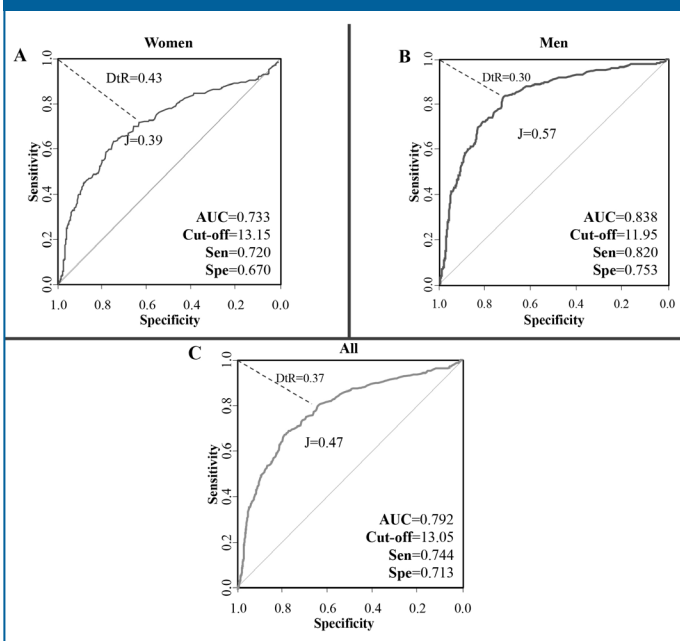 A
Women
DtR=0.43
J=0.39
AUC=0.733
Cut-off=13.15
Sen=0.720
Spe=0.670
Sensitivity
0.0
0.2
0.4
0.6
0.8
1.0
1.0 0.8 0.6 0.4 0.2 0.0
Specificity
B
Men
DtR=0.30
J=0.57
AUC=0.838
Cut-off=11.95
Sen=0.820
Spe=0.753
Sensitivity
0.0
0.2
0.4
0.6
0.8
1.0
1.0 0.8 0.6 0.4 0.2 0.0
Specificity
C
All
DtR=0.37
J=0.47
AUC=0.792
Cut-off=13.05
Sen=0.744
Spe=0.713
Sensitivity
0.0
0.2
0.4
0.6
0.8
1.0
1.0 0.8 0.6 0.4 0.2 0.0
Specificity